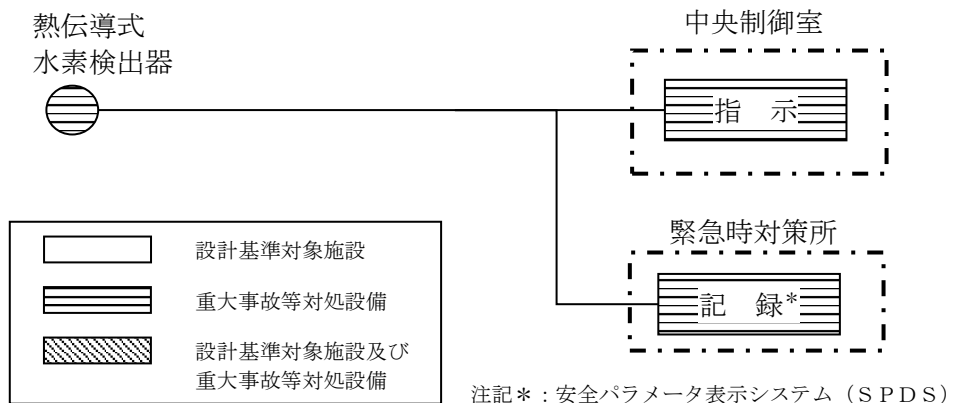 熱伝導式
水素検出器
中央制御室
指　示
緊急時対策所
記　録*
設計基準対象施設
重大事故等対処設備
設計基準対象施設及び
重大事故等対処設備
注記＊：安全パラメータ表示システム（ＳＰＤＳ）